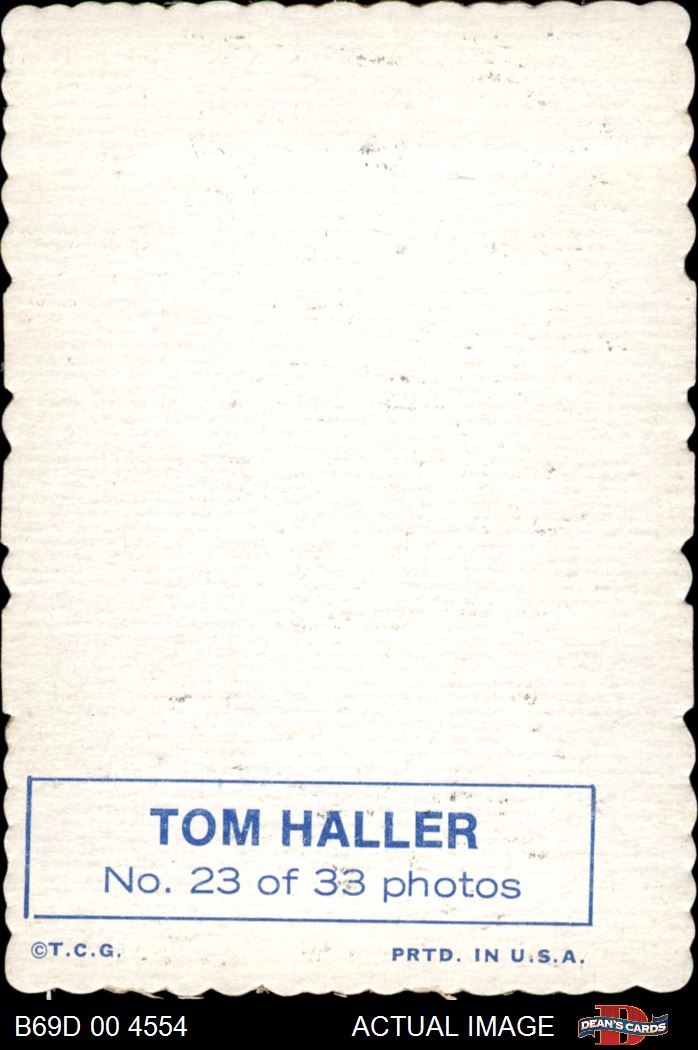 TOM HALLER
No. 23 of 33 photos
©T.C.G. PRTD. IN U.S.A.
B69D 00 4554 ACTUAL IMAGE DEAN'S CARDS